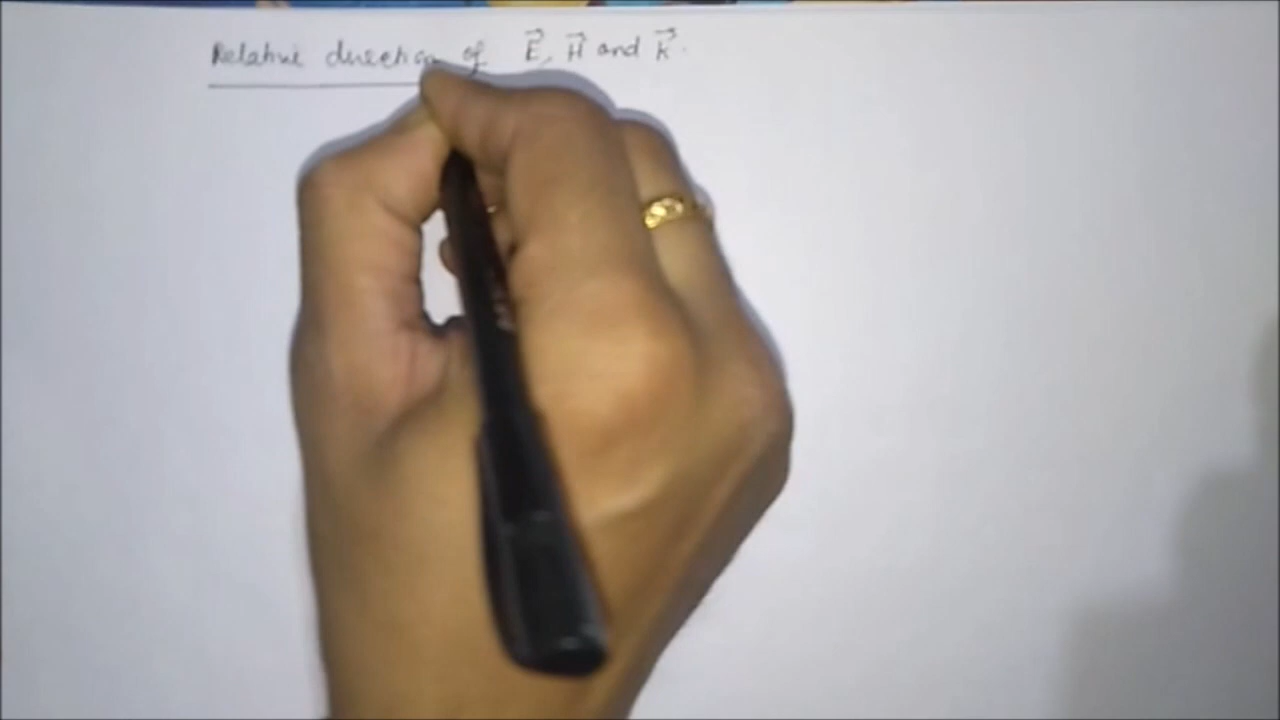 Relative direction of E⃗, H⃗ and K⃗.